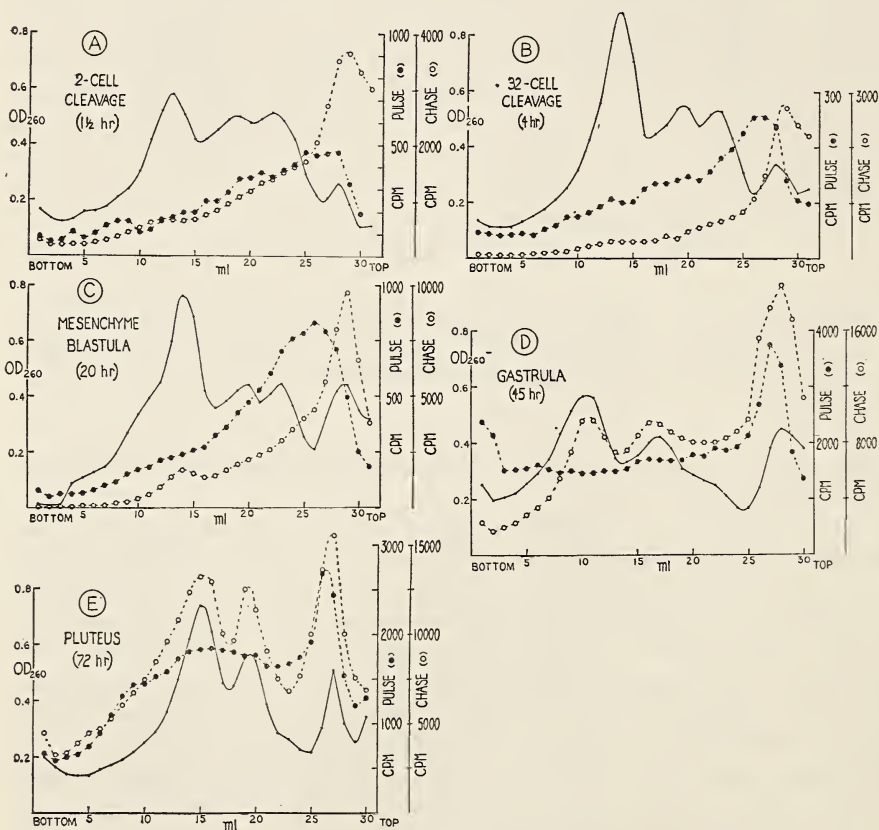 A
2-CELL
CLEAVAGE
(1½ hr)
0.8
0.6
OD260
0.4
0.2
BOTTOM 5 10 15 20 25 30 TOP
ml
1000
500
CPM PULSE (●)
4000
2000
CPM CHASE (o)
B
32-CELL
CLEAVAGE
(4 hr)
0.8
0.6
OD260
0.4
0.2
BOTTOM 5 10 15 20 25 30 TOP
ml
300
CPM PULSE (●)
3000
CPM CHASE (o)
C
MESENCHYME
BLASTULA
(20 hr)
0.8
0.6
OD260
0.4
0.2
BOTTOM 5 10 15 20 25 30 TOP
ml
1000
500
CPM PULSE (●)
10000
5000
CPM CHASE (o)
D
GASTRULA
(45 hr)
0.8
OD260
0.6
0.4
0.2
BOTTOM 5 10 15 20 25 30 TOP
ml
4000
2000
CPM PULSE (●)
16000
8000
CPM CHASE (o)
E
PLUTEUS
(72 hr)
0.8
0.6
OD260
0.4
0.2
BOTTOM 5 10 15 20 25 30 TOP
ml
3000
2000
1000
CPM PULSE (●)
15000
10000
5000
CPM CHASE (o)